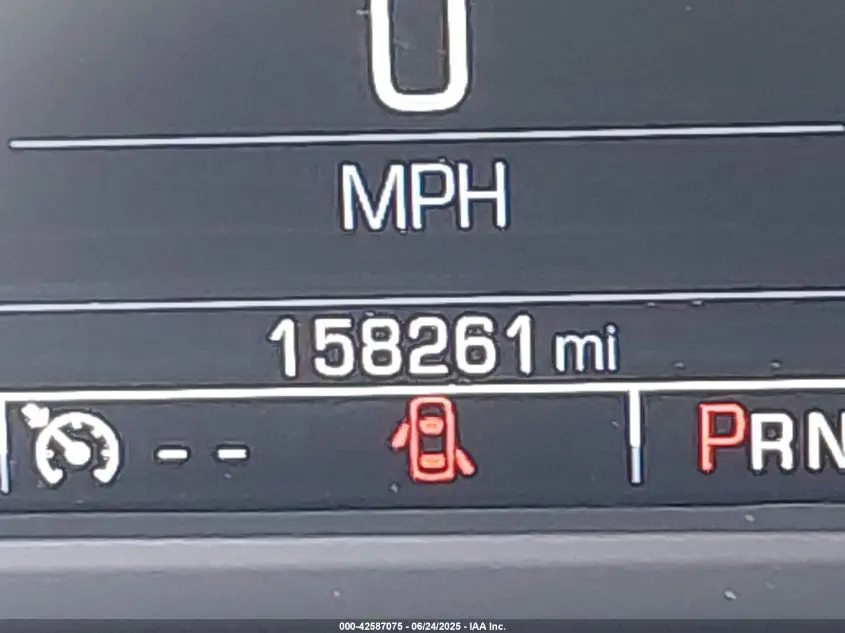 0
MPH
158261 mi
-- PRN
000-42587075 - 06/24/2025 - IAA Inc.